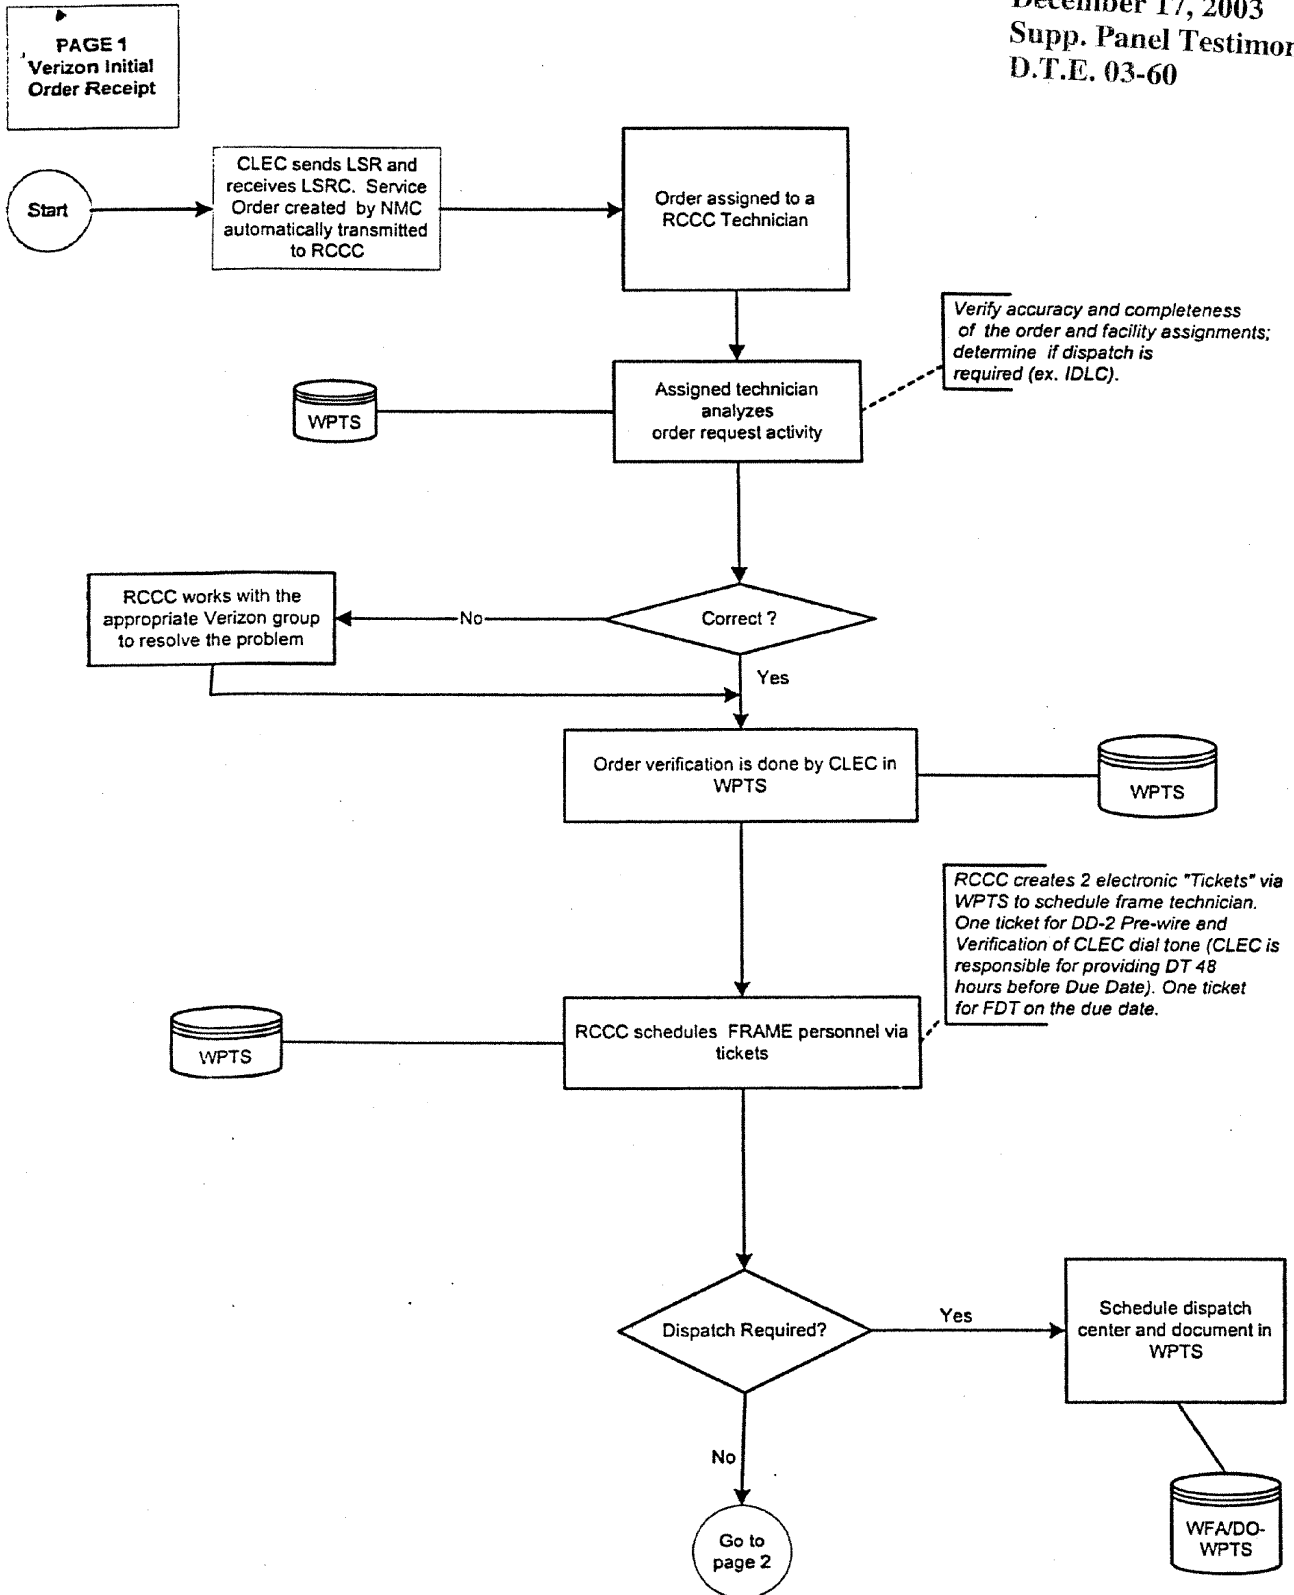 December 17, 2003
Supp. Panel
D.T.E. 03-60
PAGE 1
Verizon Initial
Order Receipt
Start
CLEC sends LSR and
receives LSRC. Service
Order created by NMC
automatically transmitted
to RCCC
Order assigned to a
RCCC Technician
Verify accuracy and completeness
of the order and facility assignments;
determine if dispatch is
required (ex. IDLC).
Assigned technician
analyzes
order request activity
WPTS
RCCC works with the
appropriate Verizon group
to resolve the problem
No
Correct ?
Yes
Order verification is done by CLEC in
WPTS
WPTS
RCCC creates 2 electronic "Tickets" via
WPTS to schedule frame technician.
One ticket for DD-2 Pre-wire and
Verification of CLEC dial tone (CLEC is
responsible for providing DT 48
hours before Due Date). One ticket
for FDT on the due date.
RCCC schedules FRAME personnel via
tickets
WPTS
Dispatch Required?
Yes
Schedule dispatch
center and document in
WPTS
No
Go to
page 2
WFA/DO-
WPTS